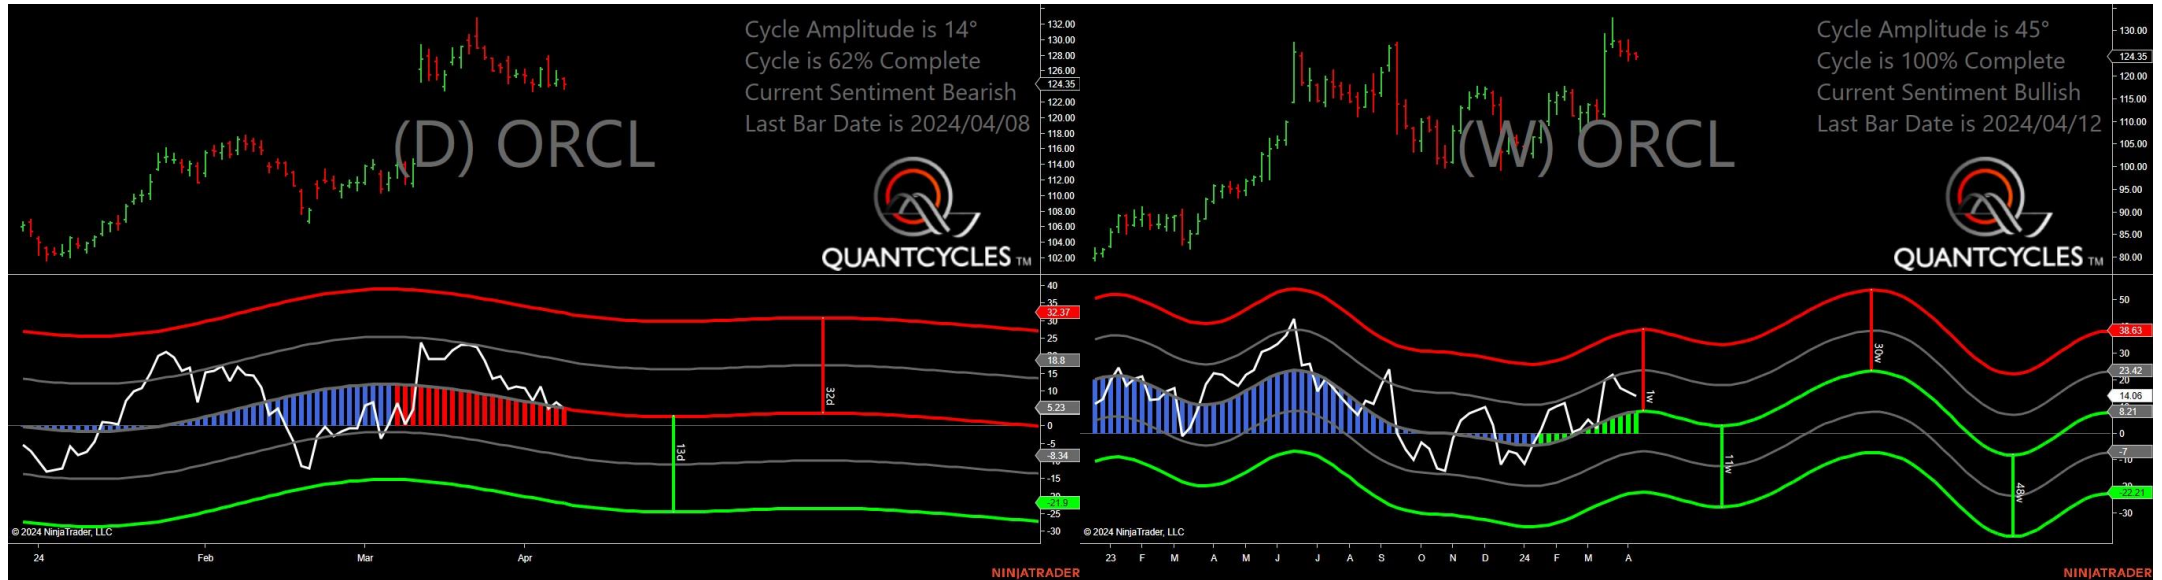 Cycle Amplitude is 14°
Cycle is 62% Complete
Current Sentiment Bearish
Last Bar Date is 2024/04/08
(D) ORCL
QUANTCYCLES TM
132.00
130.00
128.00
126.00
124.35
122.00
120.00
118.00
116.00
114.00
112.00
110.00
108.00
106.00
104.00
102.00
40
35
32.37
30
25
18.8
15
10
5.23
0
-5
-8.34
-15
-21.9
-25
-30
32d
13d
© 2024 NinjaTrader, LLC
24 Feb Mar Apr
NINJATRADER
Cycle Amplitude is 45°
Cycle is 100% Complete
Current Sentiment Bullish
Last Bar Date is 2024/04/12
(W) ORCL
QUANTCYCLES TM
130.00
124.35
120.00
115.00
110.00
105.00
100.00
95.00
90.00
85.00
80.00
50
38.63
30
23.42
20
14.06
8.21
0
-7
-10
-22.21
-30
1w
11w
30w
48w
© 2024 NinjaTrader, LLC
23 F M A M J J A S O N D 24 F M A
NINJATRADER